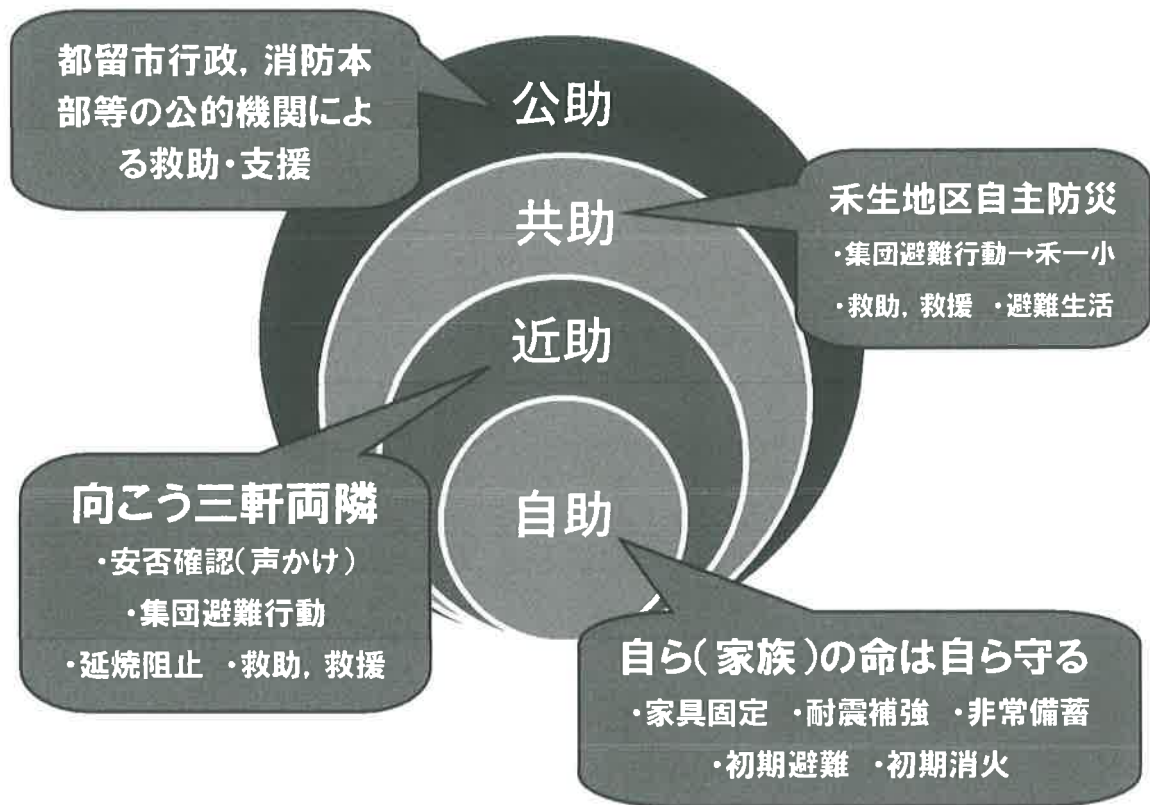 都留市行政, 消防本
部等の公的機関によ
る救助・支援
公助
共助
禾生地区自主防災
・集団避難行動→禾一小
・救助, 救援 ・避難生活
近助
向こう三軒両隣
・安否確認(声かけ)
・集団避難行動
・延焼阻止 ・救助, 救援
自助
自ら(家族)の命は自ら守る
・家具固定 ・耐震補強 ・非常備蓄
・初期避難 ・初期消火